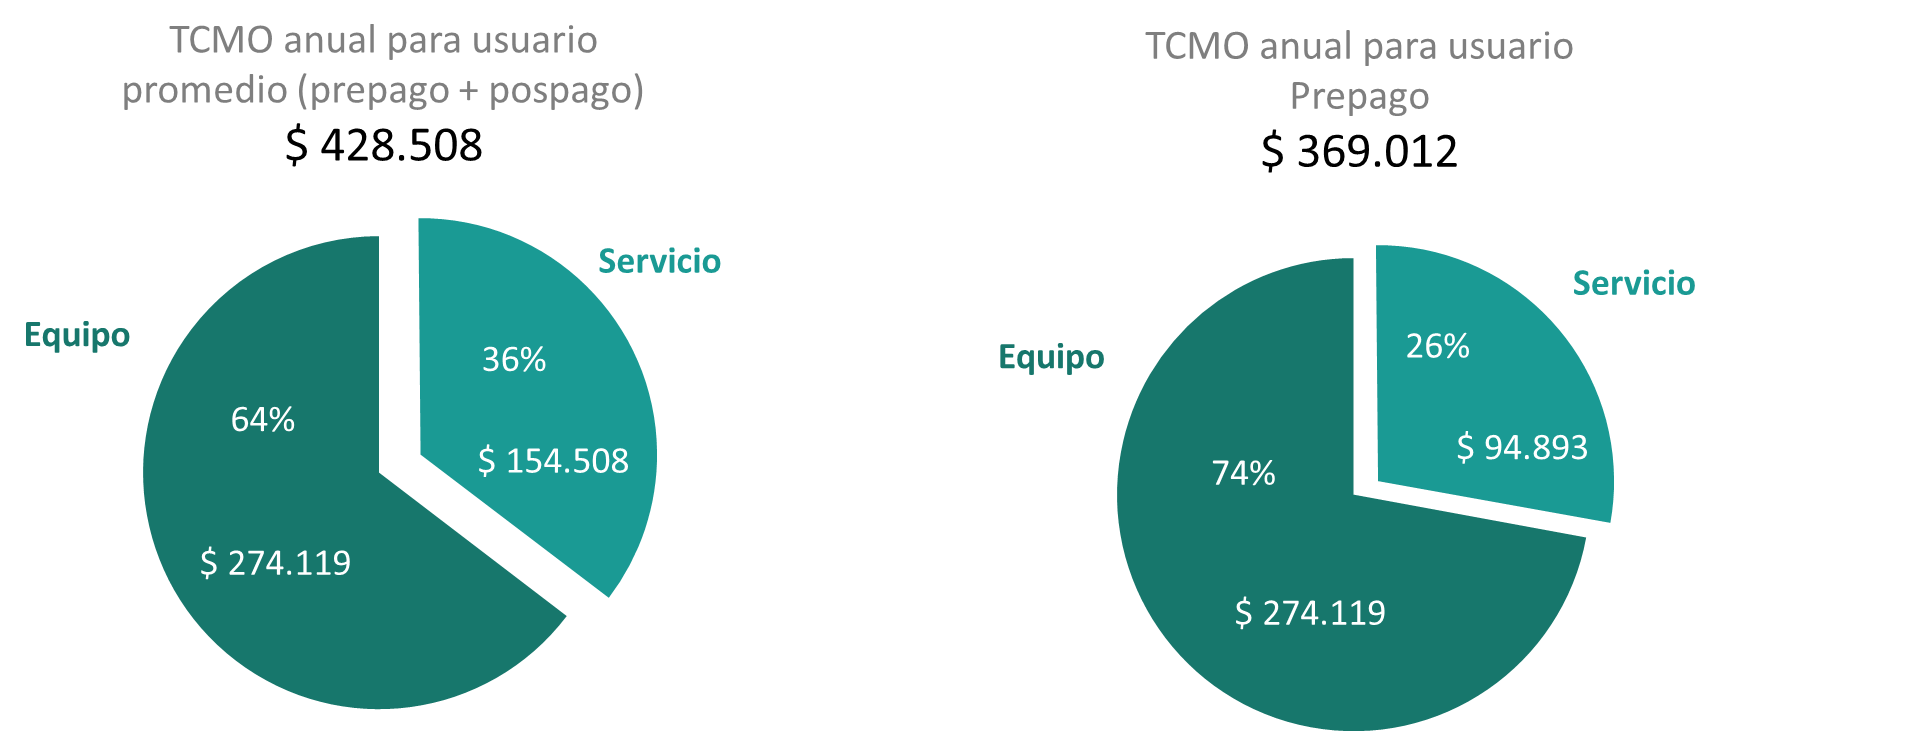 TCMO anual para usuario
promedio (prepago + pospago)
$ 428.508
Servicio
Equipo
36%
64%
$ 154.508
$ 274.119
TCMO anual para usuario
Prepago
$ 369.012
Servicio
Equipo
26%
74%
$ 94.893
$ 274.119